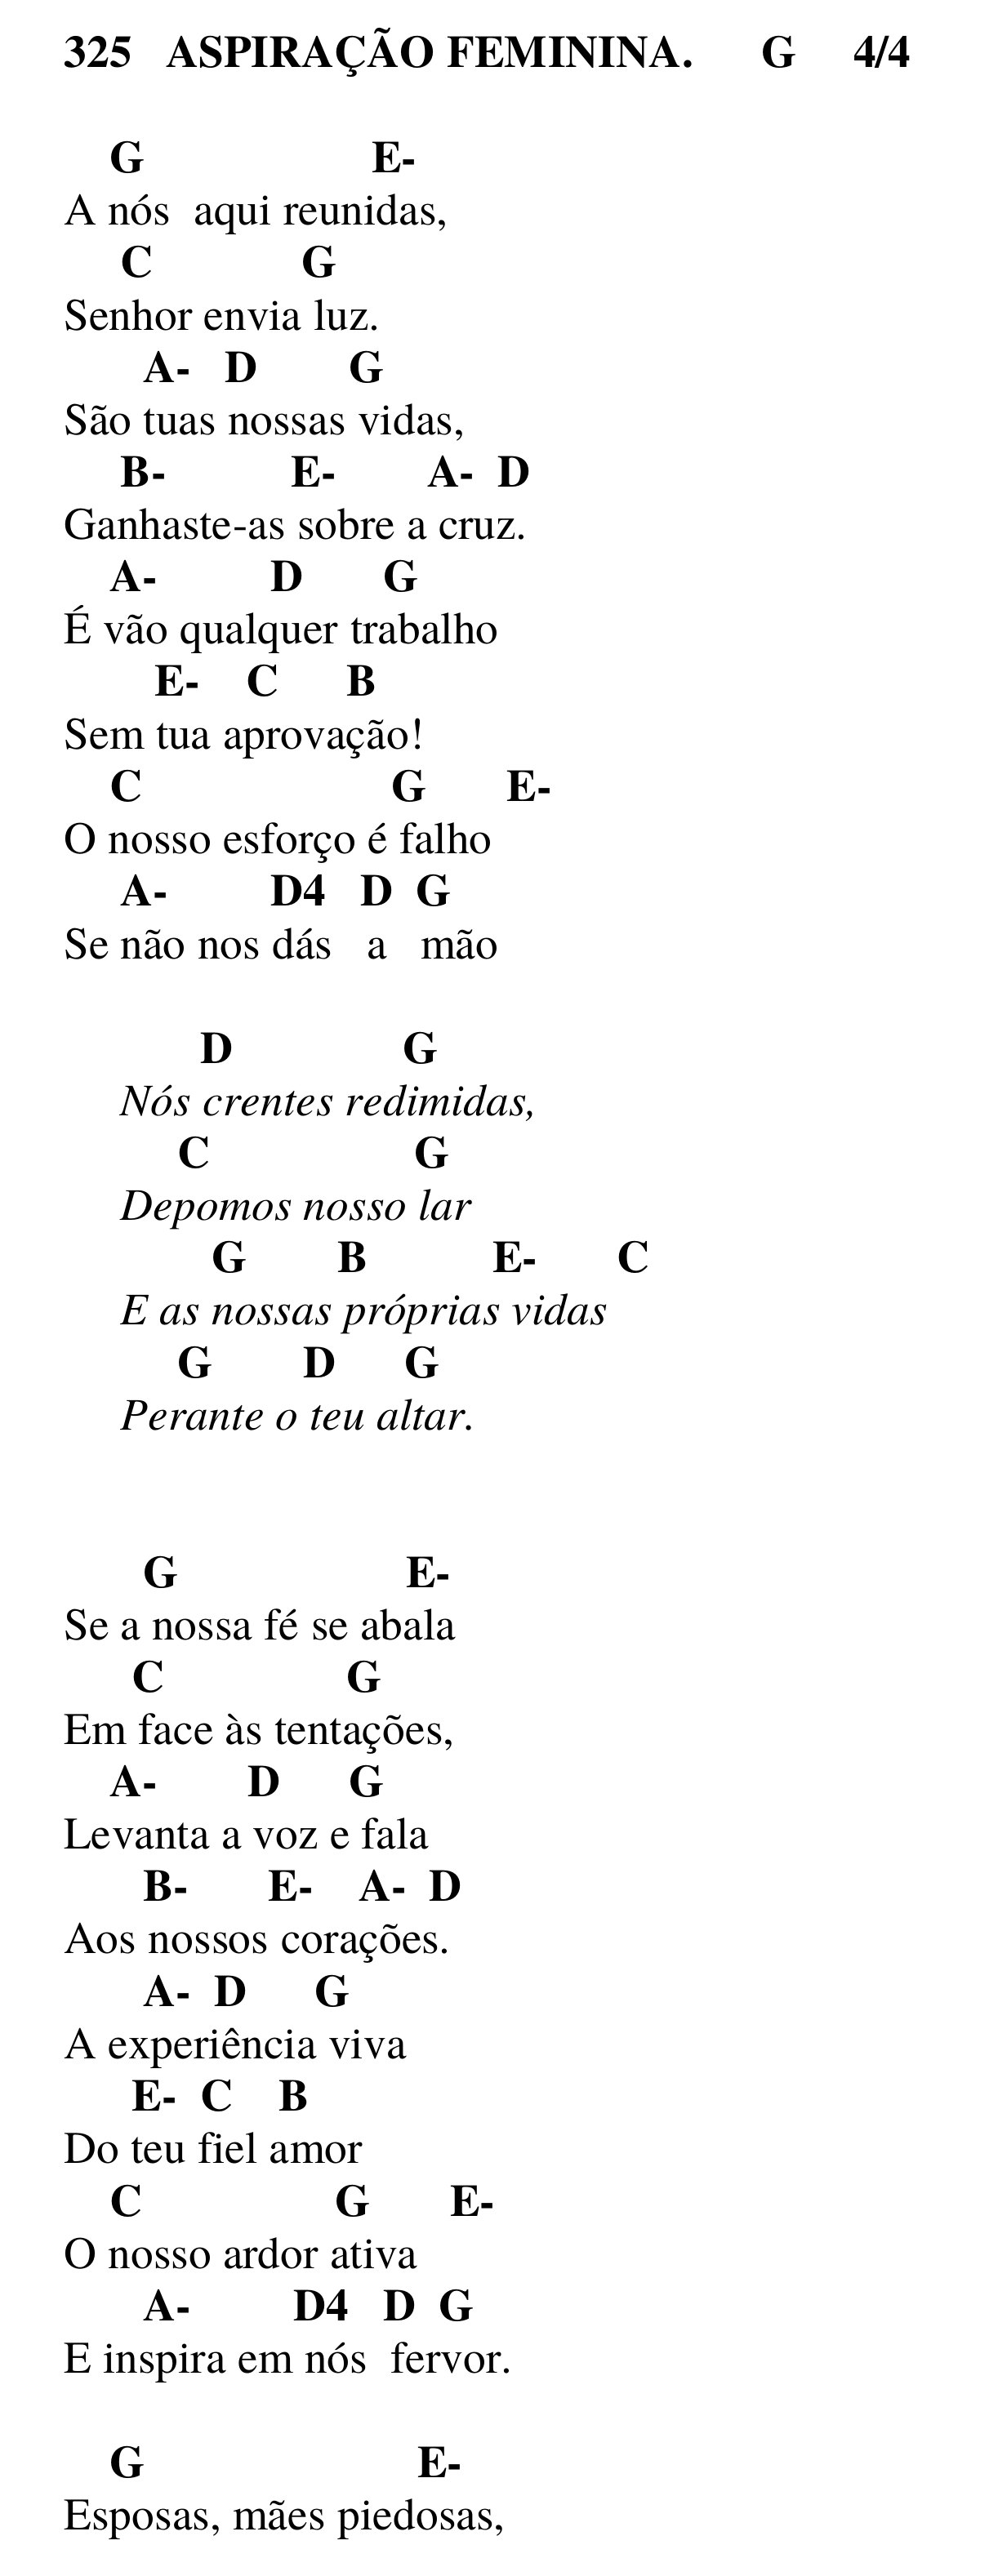 325 ASPIRAÇÃO FEMININA. G 4/4
G E-
A nós aqui reunidas,
C G
Senhor envia luz.
A- D G
São tuas nossas vidas,
B- E- A- D
Ganhaste-as sobre a cruz.
A- D G
É vão qualquer trabalho
E- C B
Sem tua aprovação!
C G E-
O nosso esforço é falho
A- D4 D G
Se não nos dás a mão
D G
Nós crentes redimidas,
C G
Depomos nosso lar
G B E- C
E as nossas próprias vidas
G D G
Perante o teu altar.
G E-
Se a nossa fé se abala
C G
Em face às tentações,
A- D G
Levanta a voz e fala
B- E- A- D
Aos nossos corações.
A- D G
A experiência viva
E- C B
Do teu fiel amor
C G E-
O nosso ardor ativa
A- D4 D G
E inspira em nós fervor.
G E-
Esposas, mães piedosas,